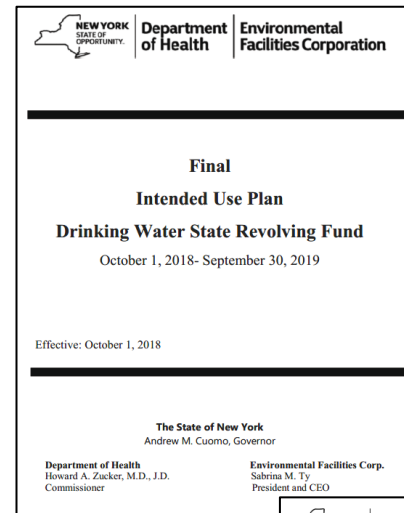 NEW YORK
STATE OF
OPPORTUNITY.
Department
of Health
Environmental
Facilities Corporation
Final
Intended Use Plan
Drinking Water State Revolving Fund
October 1, 2018- September 30, 2019
Effective: October 1, 2018
The State of New York
Andrew M. Cuomo, Governor
Department of Health
Howard A. Zucker, M.D., J.D.
Commissioner
Environmental Facilities Corp.
Sabrina M. Ty
President and CEO